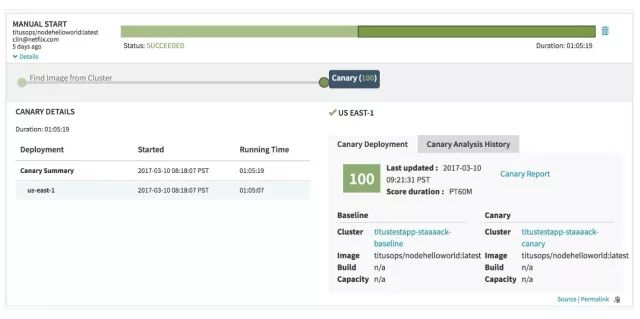 MANUAL START
titusops/nodehelloworld:latest
cjin@netflix.com
5 days ago
Details
Status: SUCCEEDED
Duration: 01:05:19
Find Image from Cluster
Canary (100)
CANARY DETAILS
Duration: 01:05:19
Deployment Started Running Time
Canary Summary 2017-03-10 08:18:07 PST 01:05:19
us-east-1 2017-03-10 08:18:07 PST 01:05:07
US EAST-1
Canary Deployment Canary Analysis History
100
Last updated : 2017-03-10
09:21:31 PST
Score duration : PT60M
Canary Report
Baseline
Cluster titustestapp-staaaack-
baseline
Image titusops/nodehelloworld:latest
Build n/a
Capacity n/a
Canary
Cluster titustestapp-staaaack-
canary
Image titusops/nodehelloworld:latest
Build n/a
Capacity n/a
Source | Permalink